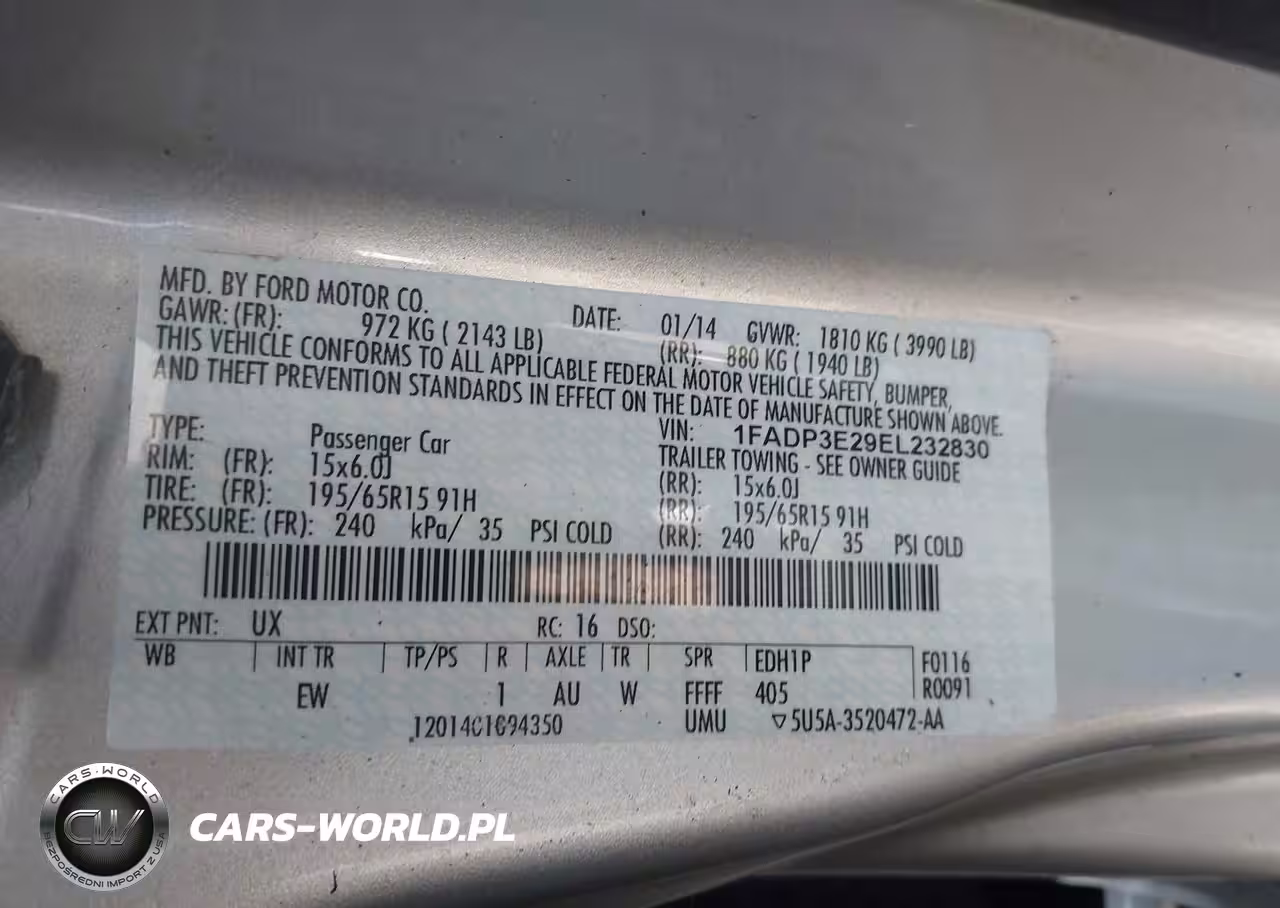 MFD. BY FORD MOTOR CO. DATE: 01/14 GVWR: 1810 KG ( 3990 LB)
GAWR: (FR): 972 KG ( 2143 LB) (RR): 880 KG ( 1940 LB)
THIS VEHICLE CONFORMS TO ALL APPLICABLE FEDERAL MOTOR VEHICLE SAFETY, BUMPER,
AND THEFT PREVENTION STANDARDS IN EFFECT ON THE DATE OF MANUFACTURE SHOWN ABOVE.
VIN: 1FADP3E29EL232830
TYPE: Passenger Car TRAILER TOWING - SEE OWNER GUIDE
RIM: (FR): 15x6.0J (RR): 15x6.0J
TIRE: (FR): 195/65R15 91H (RR): 195/65R15 91H
PRESSURE: (FR): 240 kPa/ 35 PSI COLD (RR): 240 kPa/ 35 PSI COLD
EXT PNT: UX RC: 16 DSO:
WB INT TR TP/PS R AXLE TR SPR EDH1P F0116
EW 1 AU W FFFF 405 R0091
UMU ▽5U5A-3520472-AA
CARS-WORLD
CW
BEZPOŚREDNI IMPORT Z USA
CARS-WORLD.PL